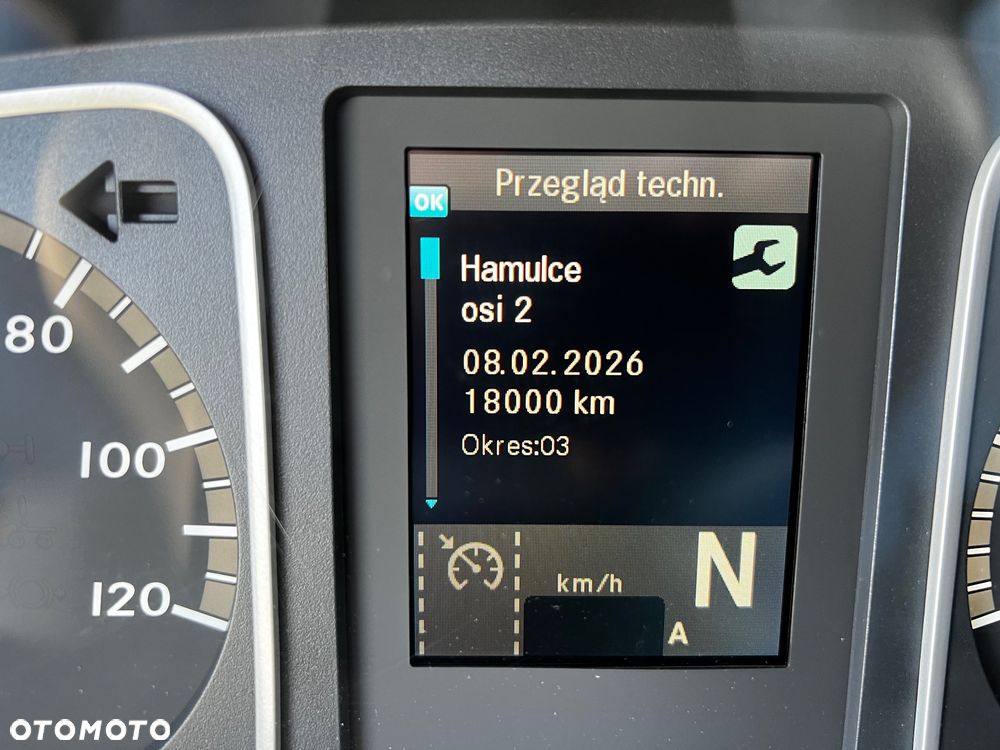 Przegląd techn.
OK
Hamulce
osi 2
08.02.2026
18000 km
Okres:03
80
100
120
km/h
N
A
OTOMOTO